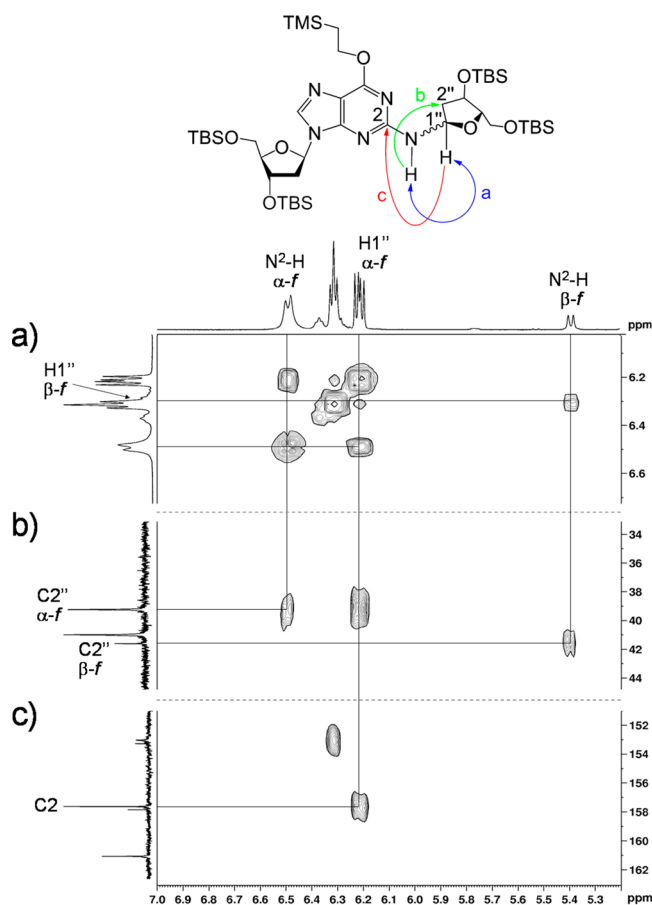 TMS
O
OTBS
N
N
2"
b
2
1"
N
N
N
O
OTBS
TBSO
O
H
H
c
a
TBSO
N²-H
α-f
H1''
α-f
N²-H
β-f
a)
ppm
H1''
β-f
6.2
6.4
6.6
b)
34
36
C2''
α-f
38
40
C2''
β-f
42
44
c)
152
154
156
C2
158
160
162
7.0 6.9 6.8 6.7 6.6 6.5 6.4 6.3 6.2 6.1 6.0 5.9 5.8 5.7 5.6 5.5 5.4 5.3 ppm